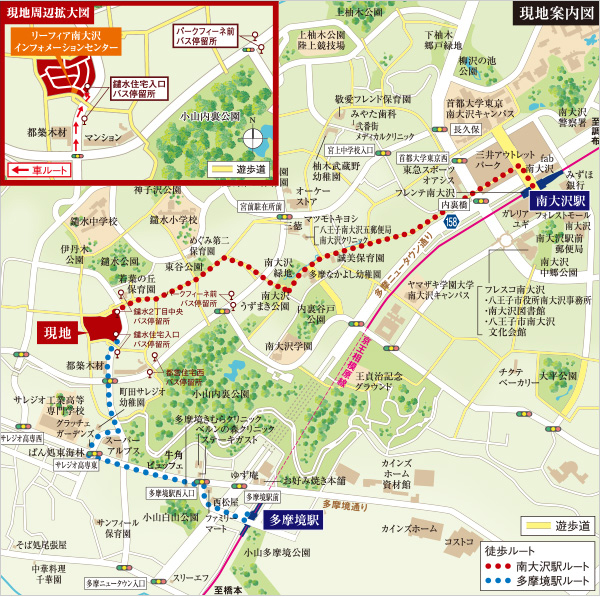 現地周辺拡大図
リーフィア南大沢
インフォメーションセンター
パークフィーネ前
バス停留所
鑓水住宅入口
バス停留所
小山内裏公園
都築木材
マンション
N
車ルート
遊歩道
現地案内図
上柚木公園
上柚木公園
陸上競技場
下柚木
郷戸緑地
柳沢の池
公園
首都大学東京
南大沢キャンパス
南大沢
警察署
至調布
敬愛フレンド保育園
みやた歯科
弐番街
メディカルクリニック
長久保
宮上中学校入口
首都大学東京西
三井アウトレット
パーク
fab
南大沢
柚木武蔵野
幼稚園
東急スポーツ
オアシス
フレンテ南大沢
みずほ
銀行
南大沢駅
神子沢公園
オーケー
ストア
宮前駐在所前
内裏橋
158
ガレリア
ユギ
フォレストモール
南大沢
鑓水中学校
鑓水小学校
三徳
マツモトキヨシ
八王子南大沢五郵便局
南大沢クリニック
南大沢駅前
郵便局
伊丹木
公園
鑓水公園
めぐみ第二
保育園
誠美保育園
多摩ニュータウン通り
南大沢
中郷公園
東谷公園
南大沢
緑地
多摩なかよし幼稚園
若葉の丘
保育園
パークフィーネ前
バス停留所
南大沢
うずまき公園
内裏谷戸
公園
ヤマザキ学園大学
南大沢キャンパス
フレスコ南大沢
・八王子市役所南大沢事務所
・南大沢図書館
・八王子市南大沢
文化会館
現地
鑓水2丁目中央
バス停留所
鑓水住宅入口
バス停留所
南大沢学園
京王相模原線
都築木材
都営住宅西
バス停留所
王貞治記念
グラウンド
チクテ
ベーカリー
大平公園
町田サレジオ
幼稚園
小山内裏公園
サレジオ工業高等
専門学校
グラッチェ
ガーデンズ
多摩境きむらクリニック
ベルンの森クリニック
ステーキガスト
サレジオ高専西
スーパー
アルプス
牛角
ビュッフェ
ぱん処東海林
サレジオ高専東
ゆず庵
お好み焼き本舗
カインズ
ホーム
資材館
多摩境駅西入口
多摩境駅前
西松屋
多摩境通り
サンフィール
保育園
小山白山公園
ファミリー
マート
多摩境駅
カインズホーム
コストコ
遊歩道
そば処尾張屋
小山多摩境公園
徒歩ルート
南大沢駅ルート
多摩境駅ルート
中華料理
千華園
多摩ニュータウン入口
スリーエフ
至橋本